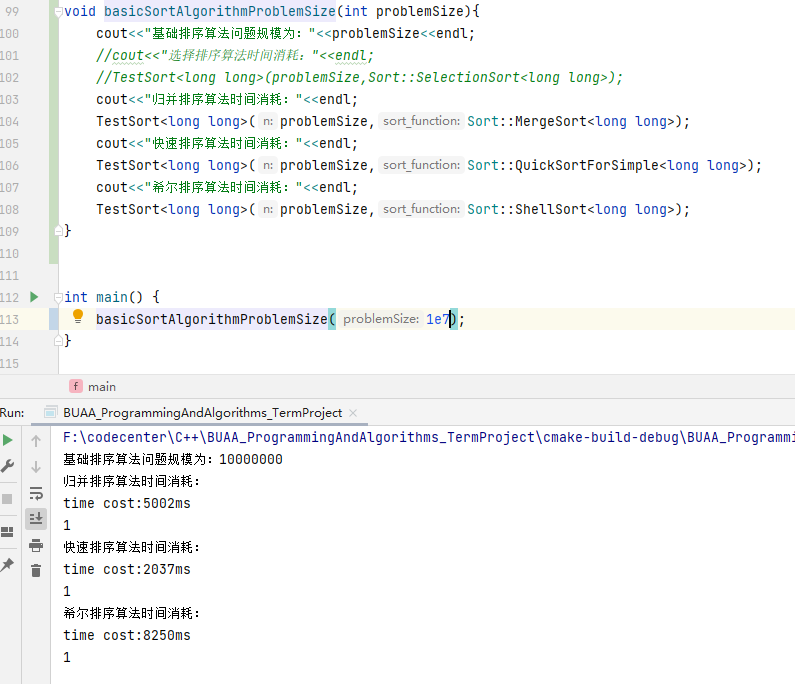 99 void basicSortAlgorithmProblemSize(int problemSize){
100 cout<<"基础排序算法问题规模为："<<problemSize<<endl;
101 //cout<<"选择排序算法时间消耗："<<endl;
102 //TestSort<long long>(problemSize,Sort::SelectionSort<long long>);
103 cout<<"归并排序算法时间消耗："<<endl;
104 TestSort<long long>( n: problemSize, sort_function: Sort::MergeSort<long long>);
105 cout<<"快速排序算法时间消耗："<<endl;
106 TestSort<long long>( n: problemSize, sort_function: Sort::QuickSortForSimple<long long>);
107 cout<<"希尔排序算法时间消耗："<<endl;
108 TestSort<long long>( n: problemSize, sort_function: Sort::ShellSort<long long>);
109 }
110
111
112 int main() {
113 basicSortAlgorithmProblemSize( problemSize: 1e7);
114 }
115
f main
Run: BUAA_ProgrammingAndAlgorithms_TermProject ×
F:\codecenter\C++\BUAA_ProgrammingAndAlgorithms_TermProject\cmake-build-debug\BUAA_Programmi
基础排序算法问题规模为：10000000
归并排序算法时间消耗：
time cost:5002ms
1
快速排序算法时间消耗：
time cost:2037ms
1
希尔排序算法时间消耗：
time cost:8250ms
1